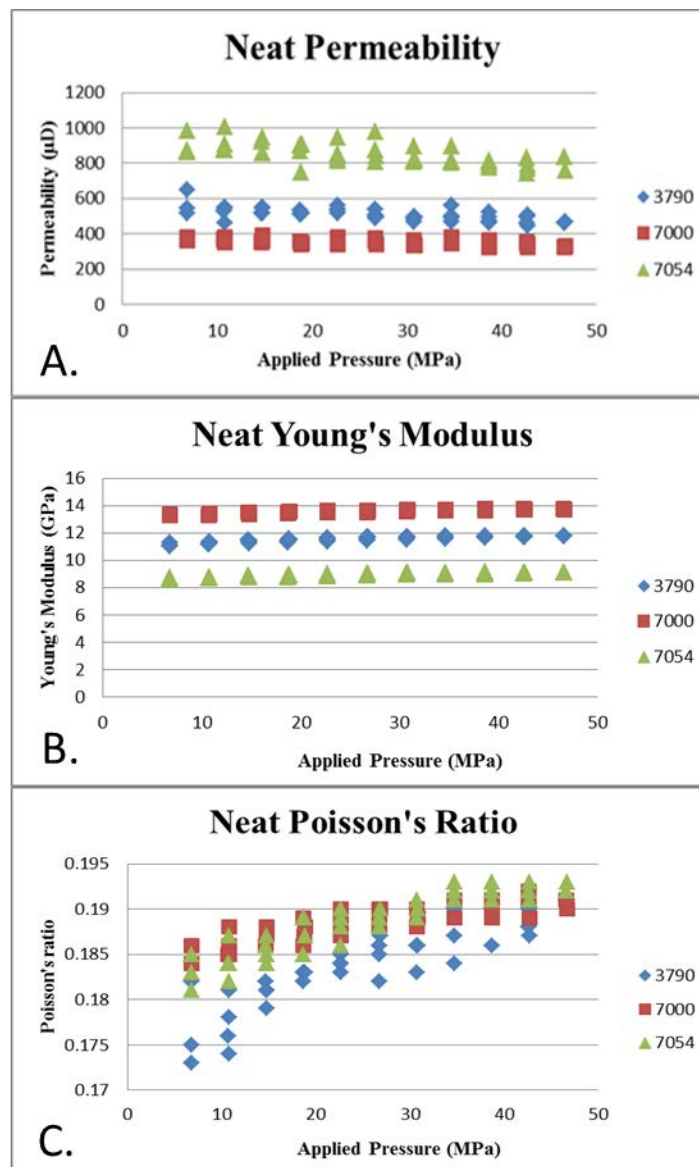 Neat Permeability
1200
1000
800
600
400
200
0
Permeability (µD)
0 10 20 30 40 50
Applied Pressure (MPa)
3790
7000
7054
A.
Neat Young's Modulus
16
14
12
10
8
6
4
2
0
Young's Modulus (GPa)
0 10 20 30 40 50
Applied Pressure (MPa)
3790
7000
7054
B.
Neat Poisson's Ratio
0.195
0.19
0.185
0.18
0.175
0.17
Poisson's ratio
0 10 20 30 40 50
Applied Pressure (MPa)
3790
7000
7054
C.